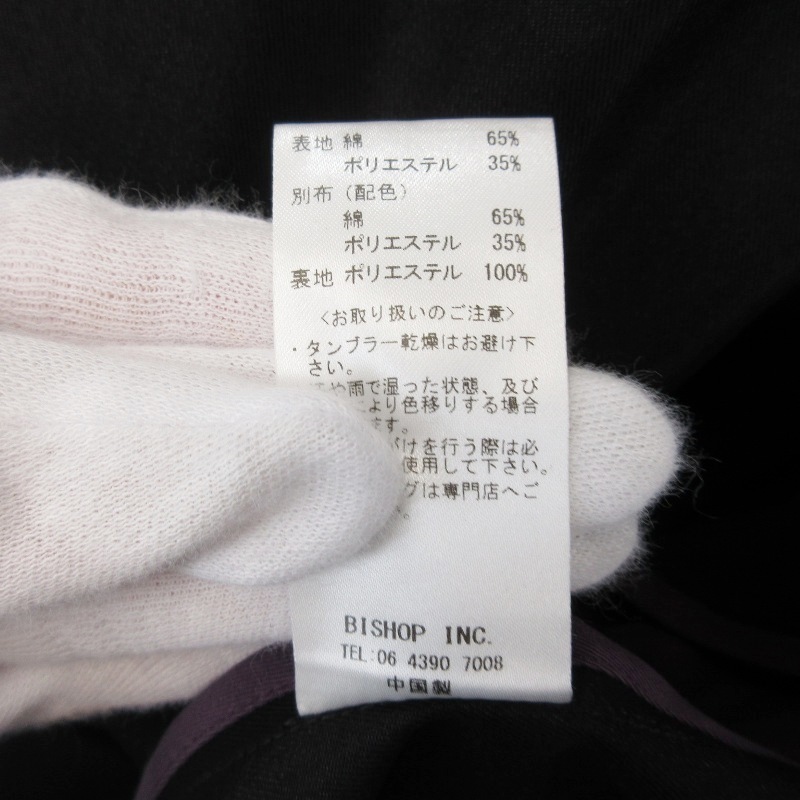 表地 綿 65%
ポリエステル 35%
別布(配色)
綿 65%
ポリエステル 35%
裏地 ポリエステル 100%
<お取り扱いのご注意>
・タンブラー乾燥はお避け下
さい。
や雨で湿った状態、及び
により色移りする場合
ます。
がけを行う際は必
使用して下さい。
グは専門店へご
BISHOP INC.
TEL:06 4390 7008
中国製